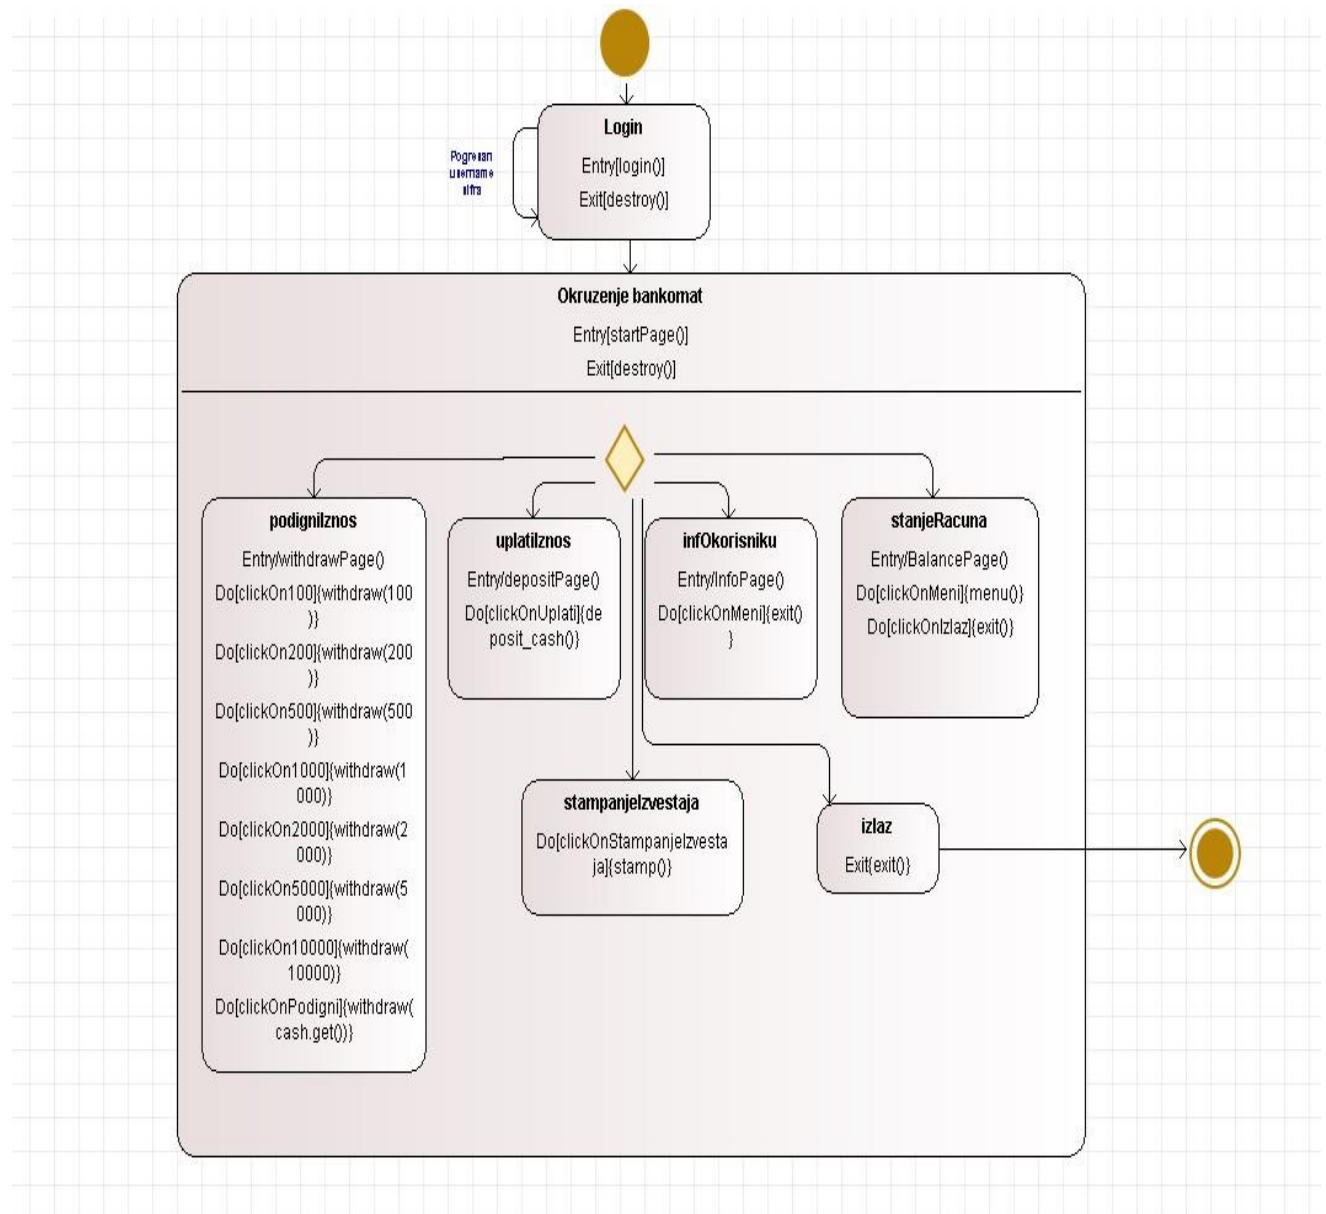 Login
Entry[login()]
Exit[destroy()]
username
Okruzenje bankomat
Entry[startPage()]
Exit[destroy()]
podigniIznos
Entry/withdrawPage()
Do[clickOn100]{withdraw(100
)}
Do[clickOn200]{withdraw(200
)}
Do[clickOn500]{withdraw(500
)}
Do[clickOn1000]{withdraw(1
000)}
Do[clickOn2000]{withdraw(2
000)}
Do[clickOn5000]{withdraw(5
000)}
Do[clickOn10000]{withdraw(
10000)}
Do[clickOnPodigni]{withdraw(
cash.get())}
uplatiIznos
Entry/depositPage()
Do[clickOnUplati]{de
posit_cash()}
infOkorisniku
Entry/InfoPage()
Do[clickOnMeni]{exit()
}
stanjeRacuna
Entry/BalancePage()
Do[clickOnMeni]{menu()}
Do[clickOnIzlaz]{exit()}
stampanjeIzvestaja
Do[clickOnStampanjeIzvesta
ja]{stamp()}
izlaz
Exit{exit()}